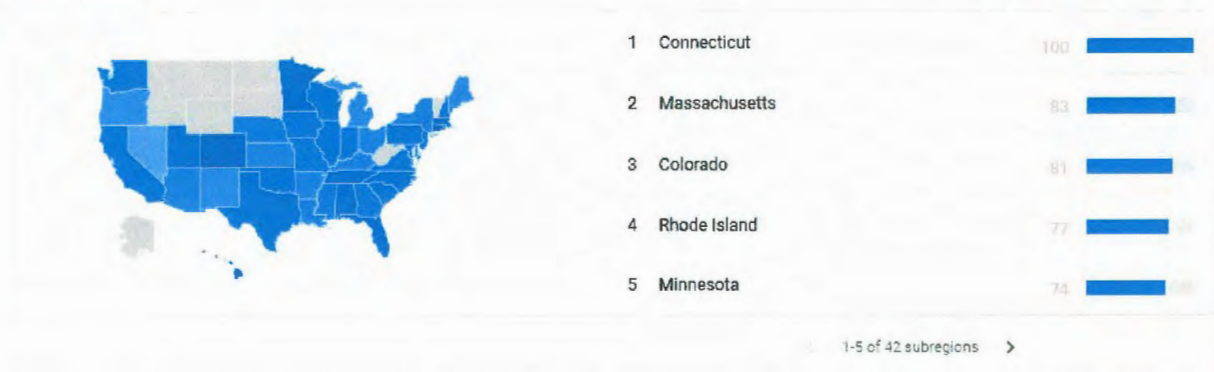 1 Connecticut 100
2 Massachusetts 83
3 Colorado 81
4 Rhode Island 77
5 Minnesota 74
1-5 of 42 subregions >